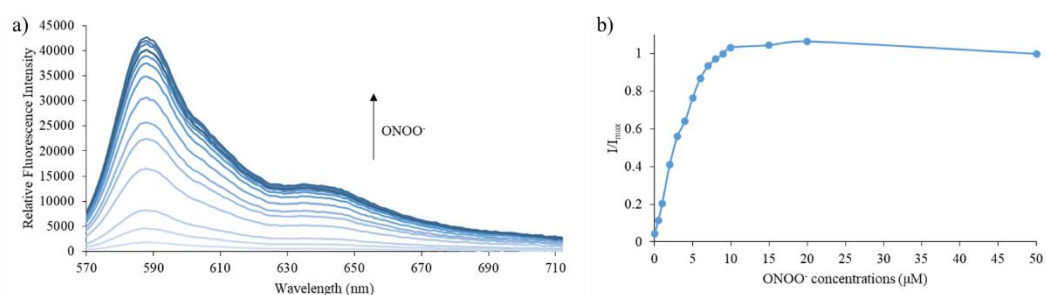 a)
45000
40000
35000
30000
25000
20000
15000
10000
5000
0
Relative Fluorescence Intensity
ONOO-
570 590 610 630 650 670 690 710
Wavelength (nm)
b)
1
0.8
0.6
0.4
0.2
0
I/Imax
0 5 10 15 20 25 30 35 40 45 50
ONOO- concentrations (μM)